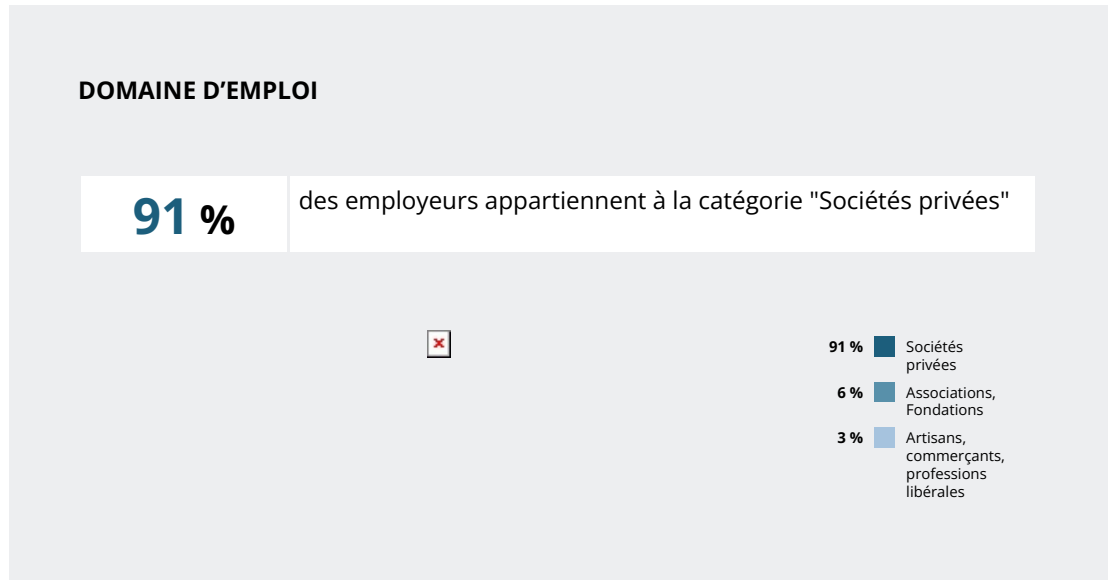 DOMAINE D’EMPLOI
91 %
des employeurs appartiennent à la catégorie "Sociétés privées"
91 %
Sociétés
privées
6 %
Associations,
Fondations
3 %
Artisans,
commerçants,
professions
libérales